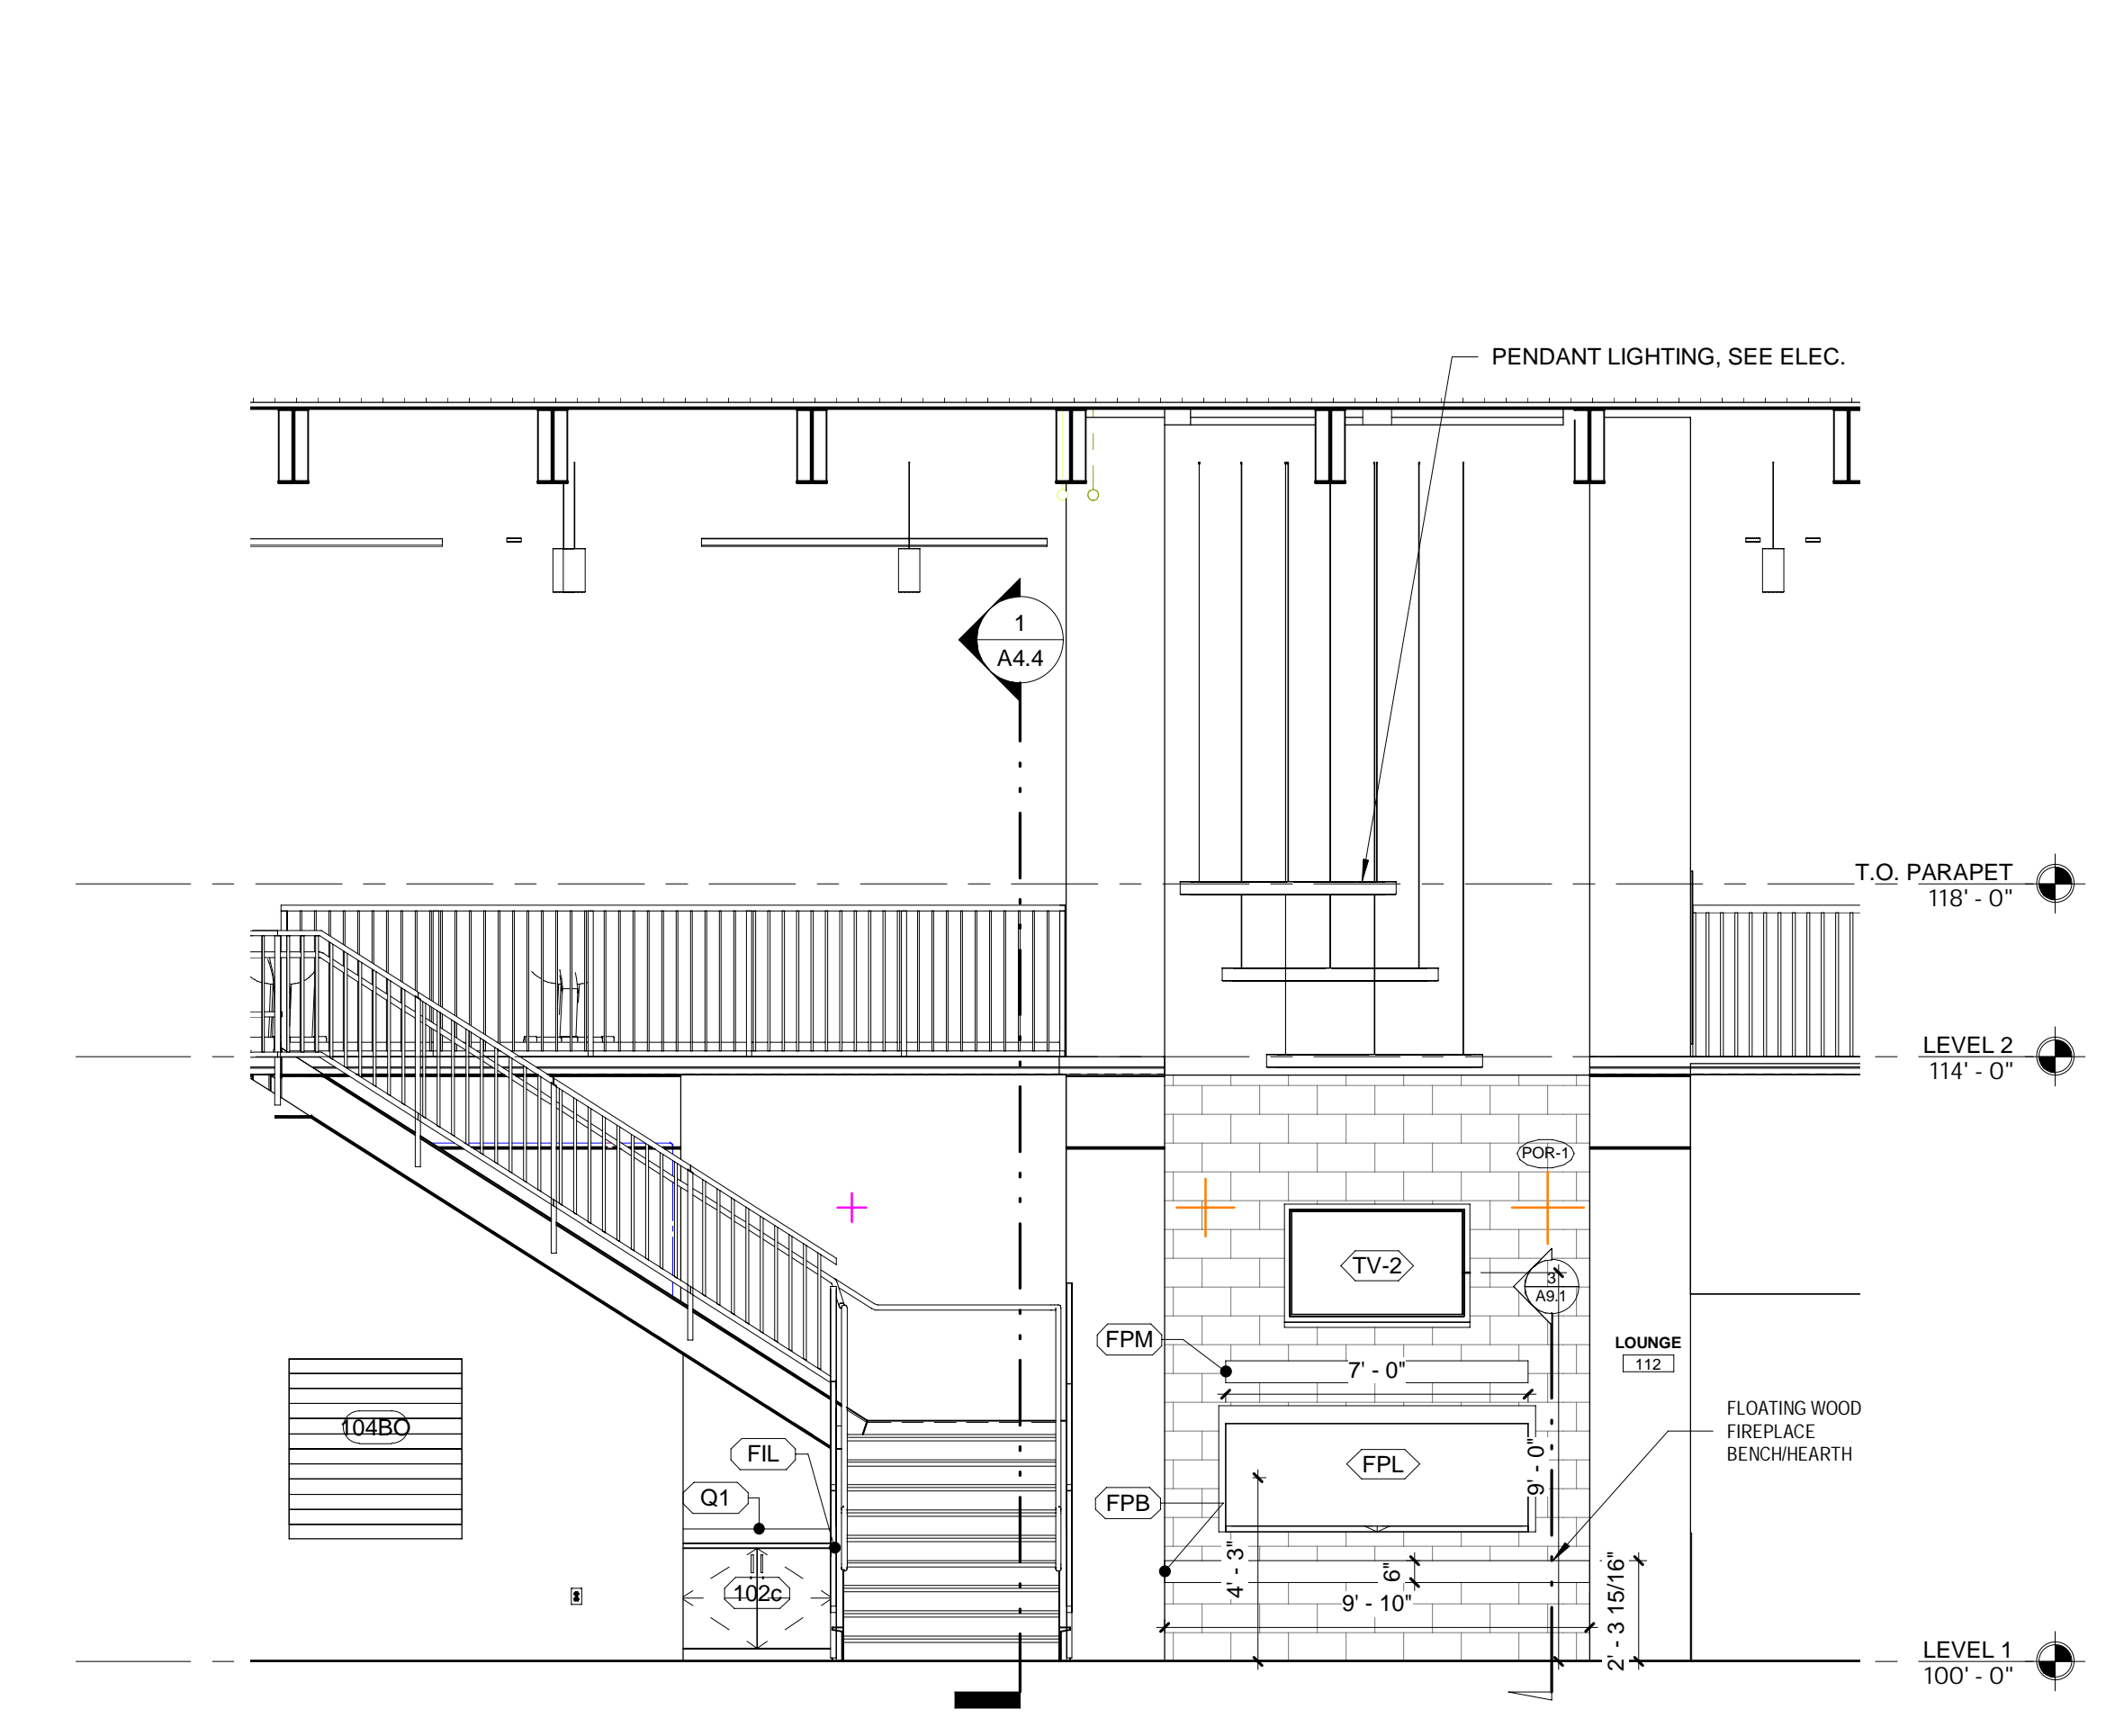 PENDANT LIGHTING, SEE ELEC.
1
A4.4
T.O. PARAPET
118' - 0"
LEVEL 2
114' - 0"
POR-1
TV-2
3
A9.1
FPM
7' - 0"
LOUNGE
112
FLOATING WOOD
FIREPLACE
BENCH/HEARTH
104BO
FIL
FPL
9' - 0"
Q1
FPB
4' - 3"
6"
102c
9' - 10"
2' - 3 15/16"
LEVEL 1
100' - 0"